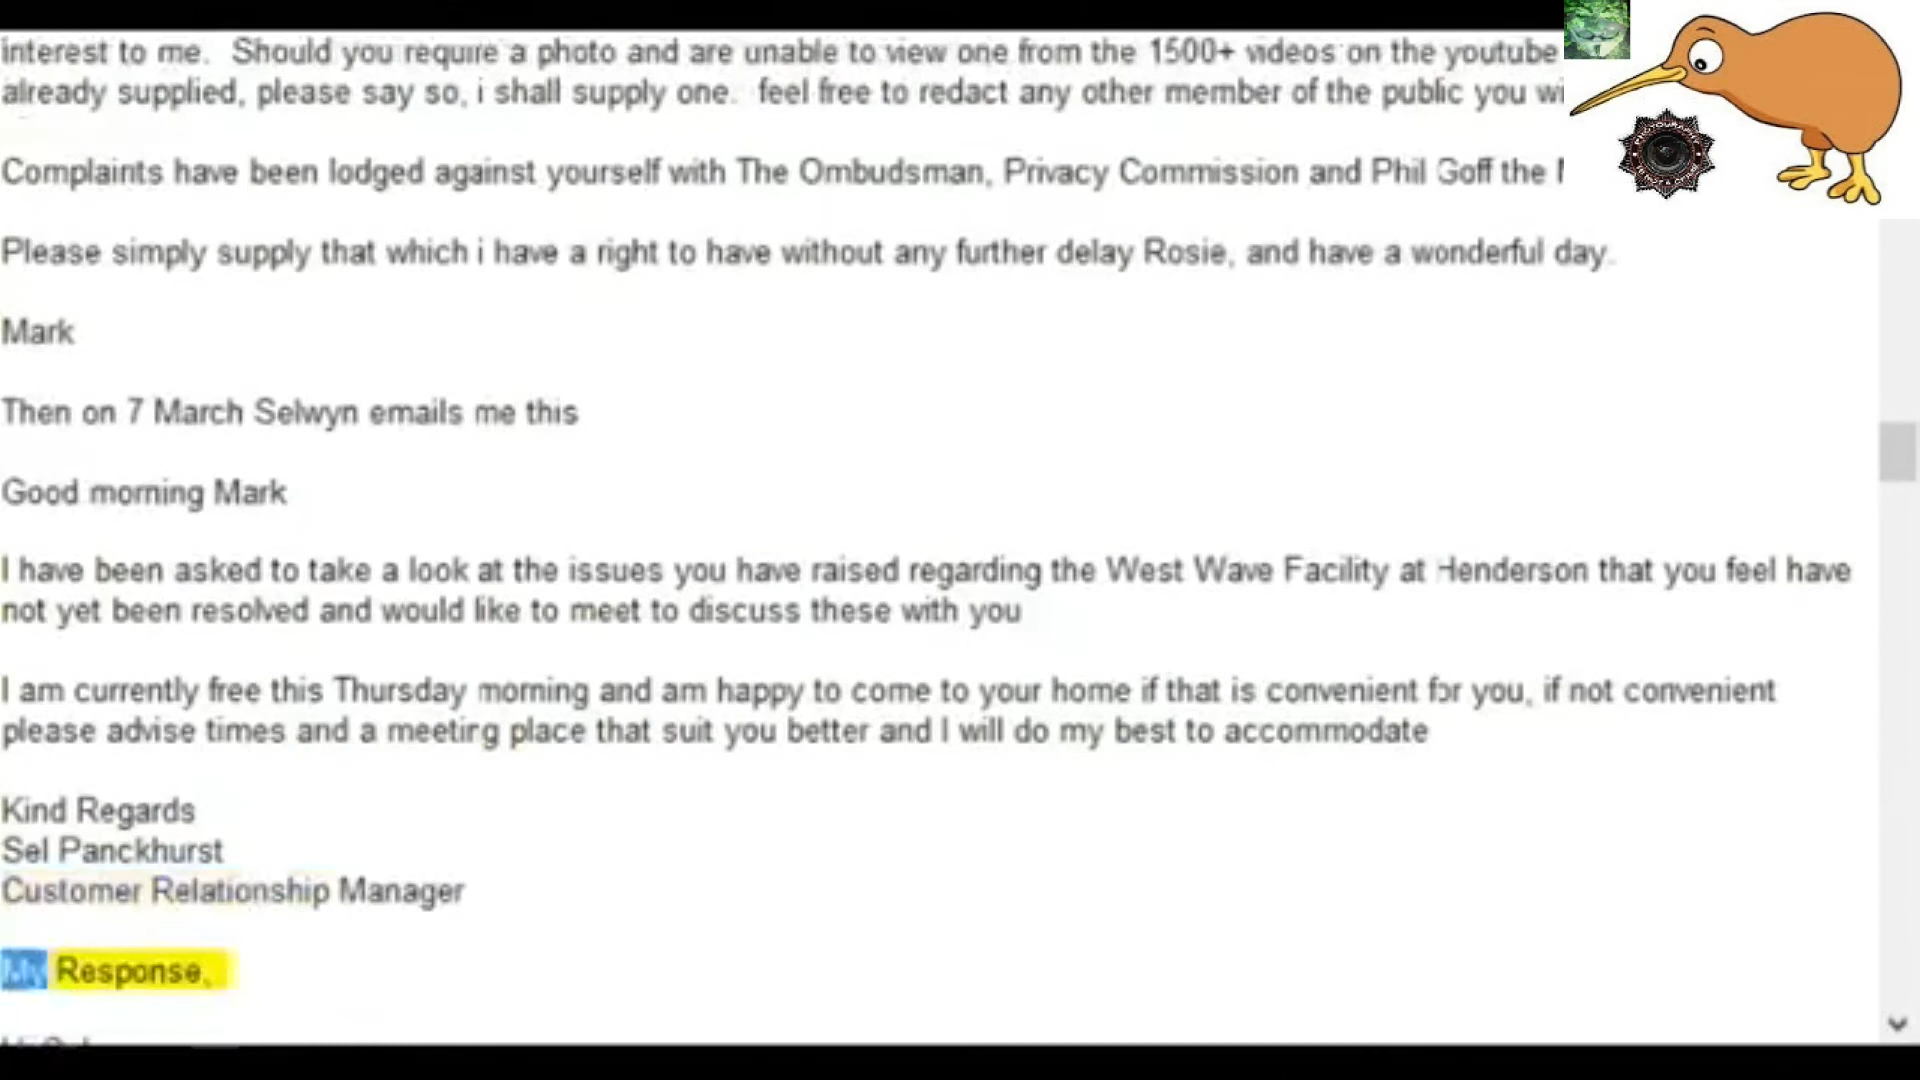 interest to me. Should you require a photo and are unable to view one from the 1500+ videos on the youtube
already supplied, please say so, i shall supply one. feel free to redact any other member of the public you
Complaints have been lodged against yourself with The Ombudsman, Privacy Commission and Phil Goff the
Please simply supply that which i have a right to have without any further delay Rosie, and have a wonderful day.
Mark
Then on 7 March Selwyn emails me this
Good morning Mark
I have been asked to take a look at the issues you have raised regarding the West Wave Facility at Henderson that you feel have
not yet been resolved and would like to meet to discuss these with you
I am currently free this Thursday morning and am happy to come to your home if that is convenient for you, if not convenient
please advise times and a meeting place that suit you better and I will do my best to accommodate
Kind Regards
Sel Panckhurst
Customer Relationship Manager
My Response,